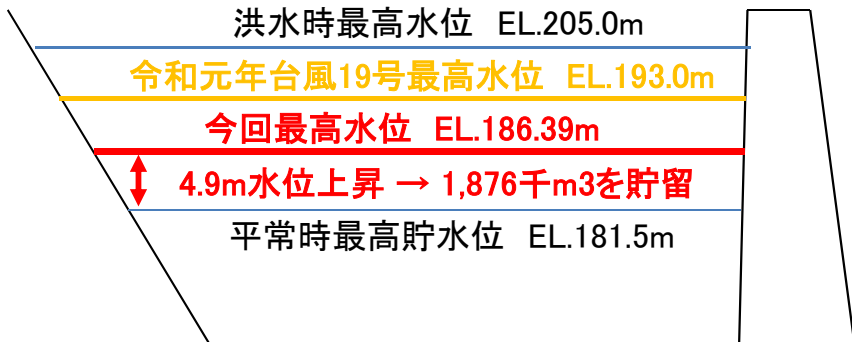 洪水時最高水位　EL.205.0m
令和元年台風19号最高水位　EL.193.0m
今回最高水位　EL.186.39m
4.9m水位上昇 → 1,876千m3を貯留
平常時最高貯水位　EL.181.5m